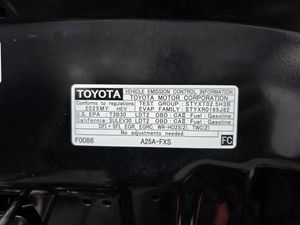 TOYOTA VEHICLE EMISSION CONTROL INFORMATION
TOYOTA MOTOR CORPORATION
Conforms to regulations TEST GROUP : STYXT02.5H3B
2025MY HEV EVAP FAMILY : STYXR0165J82
U.S.EPA : T3B30 LDT2 OBD : CAB FUEL : GASOLINE
California : SULEV30 LDT2 OBD : CAB FUEL : GASOLINE
DFI+SFI, EGR, EGRC, WR-HO2S(2), TWC(2)
No adjustments needed.
F0086 A25A-FXS FC